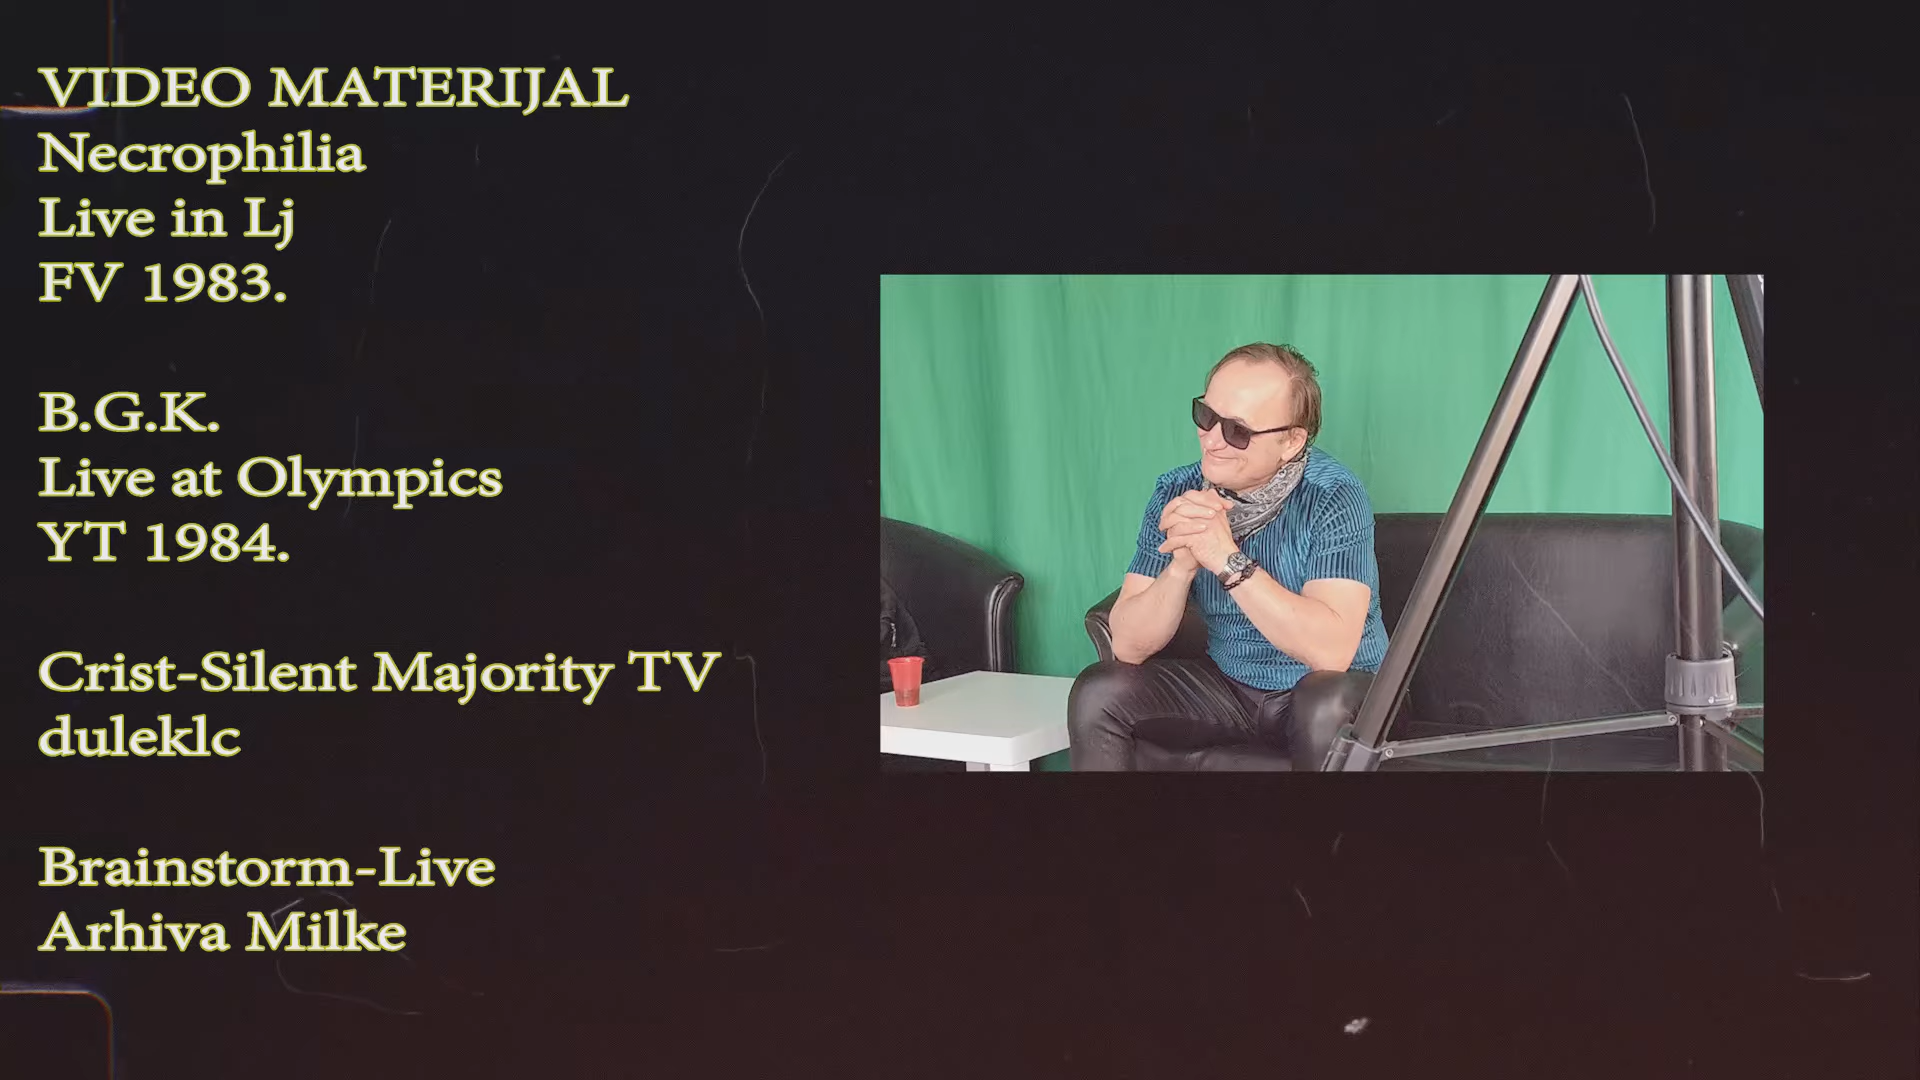 VIDEO MATERIJAL
Necrophilia
Live in Lj
FV 1983.
B.G.K.
Live at Olympics
YT 1984.
Crist-Silent Majority TV
duleklc
Brainstorm-Live
Arhiva Milke